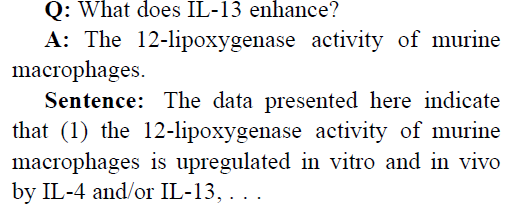 Q: What does IL-13 enhance?
A: The 12-lipoxygenase activity of murine
macrophages.
Sentence: The data presented here indicate
that (1) the 12-lipoxygenase activity of murine
macrophages is upregulated in vitro and in vivo
by IL-4 and/or IL-13, . . .